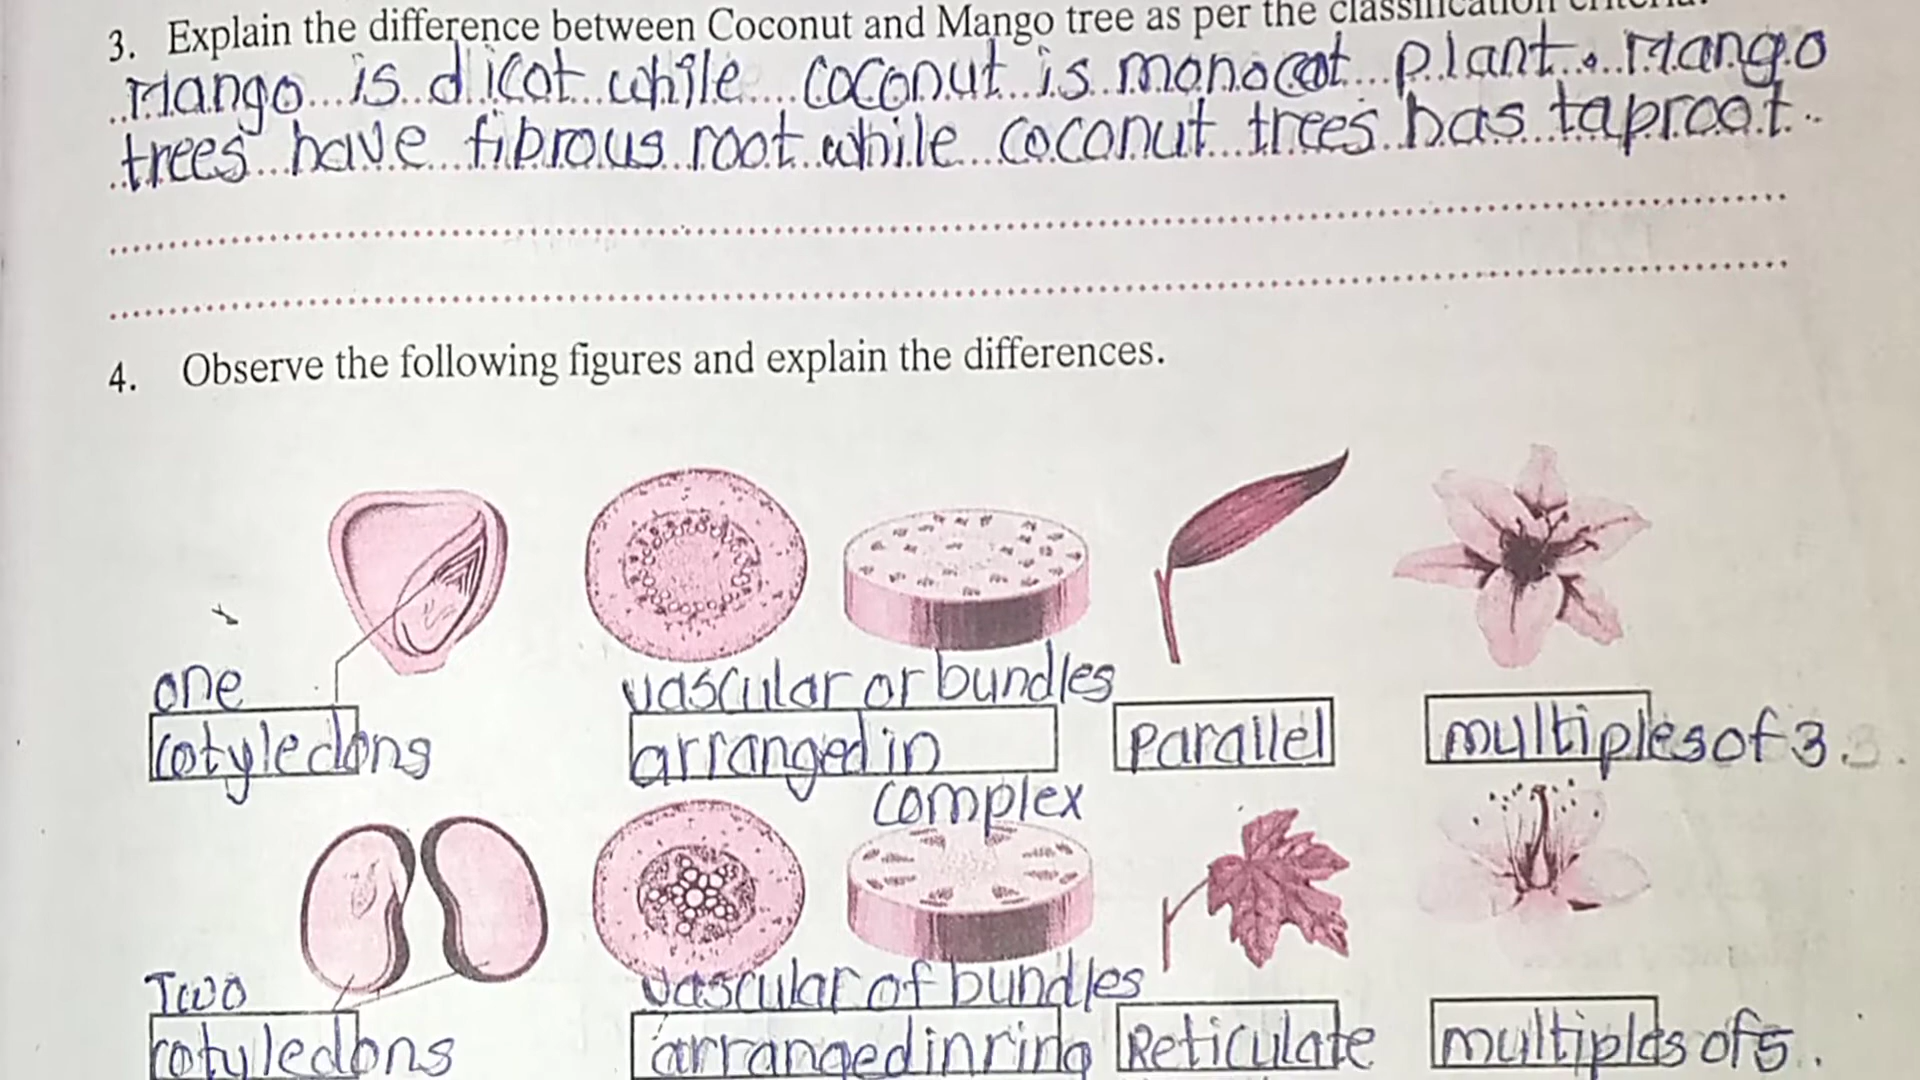 3. Explain the difference between Coconut and Mango tree as per the classification criteria.
Mango is dicot while coconut is monocot plant. Mango
trees have fibrous root while coconut trees has taproot.
4. Observe the following figures and explain the differences.
one
cotyledons
vascular or bundles
arranged in
complex
parallel
multiples of 3.
Two
cotyledons
vascular of bundles
arranged in ring
Reticulate
multiples of 5.